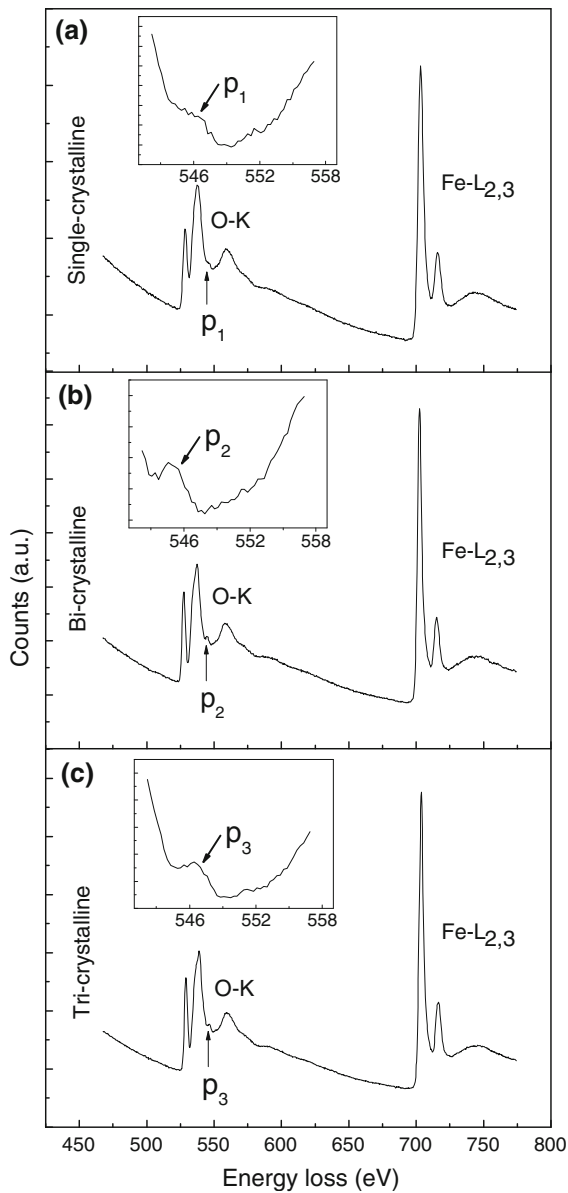 (a)
p1
546 552 558
Single-crystalline
O-K
p1
Fe-L2,3
(b)
p2
546 552 558
Bi-crystalline
O-K
p2
Fe-L2,3
Counts (a.u.)
(c)
p3
546 552 558
Tri-crystalline
O-K
p3
Fe-L2,3
450 500 550 600 650 700 750 800
Energy loss (eV)